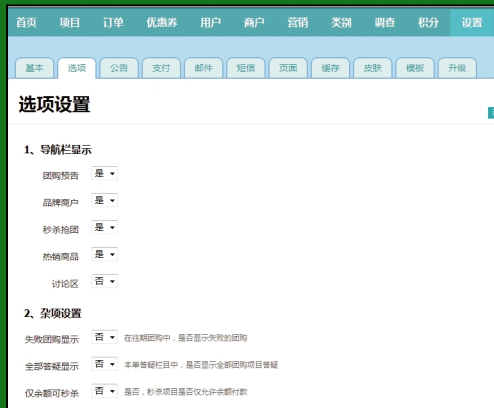 首页 项目 订单 优惠券 用户 商户 营销 类别 调查 积分 设置
基本 选项 公告 支付 邮件 短信 页面 缓存 皮肤 模板 升级
选项设置
1、导航栏显示
团购预告 是
品牌商户 是
秒杀抢团 是
热销商品 是
讨论区 否
2、杂项设置
失败团购显示 否 在往期团购中，是否显示失败的团购
全部答疑显示 否 本单答疑栏目中，是否显示全部团购项目答疑
仅余额可秒杀 否 是否，秒杀项目是否仅允许余额付款